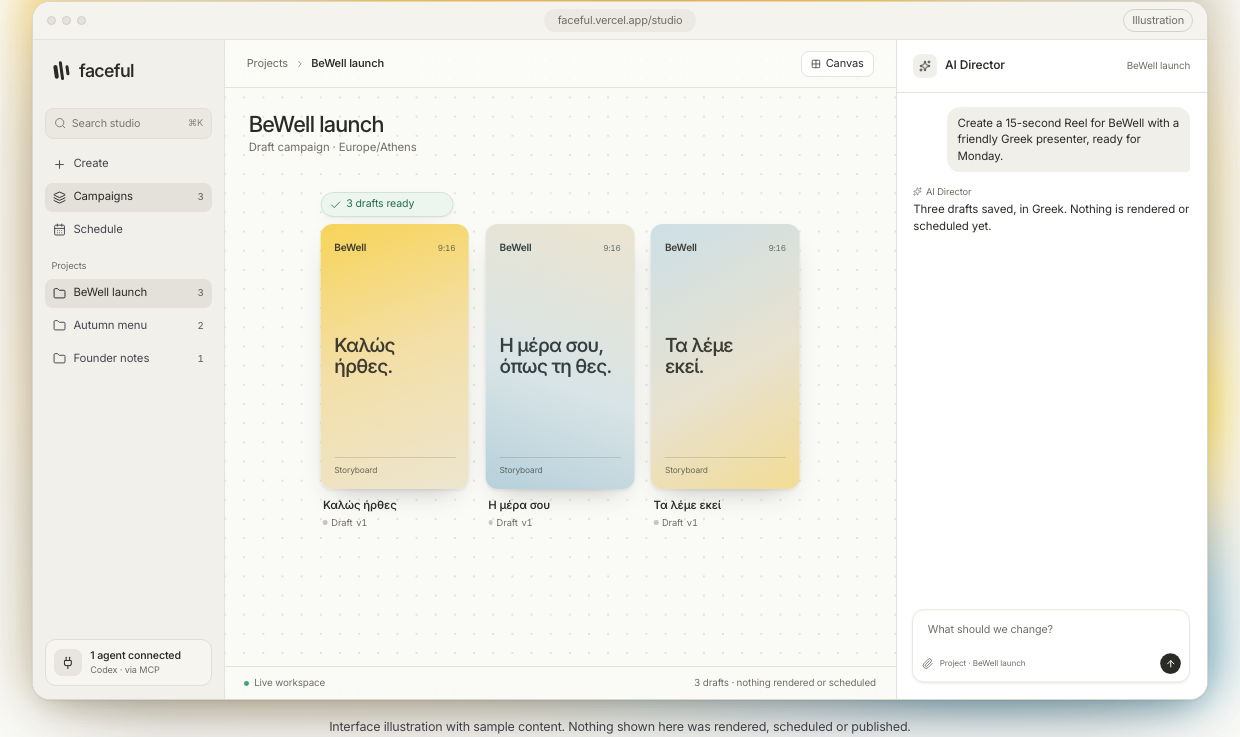 faceful.vercel.app/studio
Illustration
faceful
Search studio ⌘K
Create
Campaigns 3
Schedule
Projects
BeWell launch 3
Autumn menu 2
Founder notes 1
1 agent connected
Codex · via MCP
Projects › BeWell launch
Canvas
BeWell launch
Draft campaign · Europe/Athens
3 drafts ready
BeWell 9:16
Καλώς
ήρθες.
Storyboard
Καλώς ήρθες
Draft v1
BeWell 9:16
Η μέρα σου,
όπως τη θες.
Storyboard
Η μέρα σου
Draft v1
BeWell 9:16
Τα λέμε
εκεί.
Storyboard
Τα λέμε εκεί
Draft v1
Live workspace
3 drafts · nothing rendered or scheduled
AI Director
BeWell launch
Create a 15-second Reel for BeWell with a
friendly Greek presenter, ready for
Monday.
AI Director
Three drafts saved, in Greek. Nothing is rendered or
scheduled yet.
What should we change?
Project · BeWell launch
Interface illustration with sample content. Nothing shown here was rendered, scheduled or published.